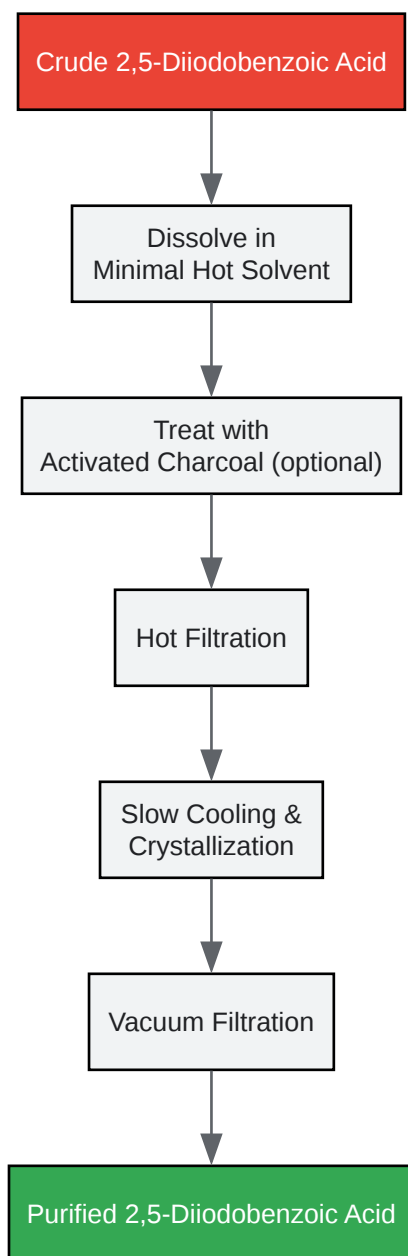 Crude 2,5-Diiodobenzoic Acid
Dissolve in
Minimal Hot Solvent
Treat with
Activated Charcoal (optional)
Hot Filtration
Slow Cooling &
Crystallization
Vacuum Filtration
Purified 2,5-Diiodobenzoic Acid